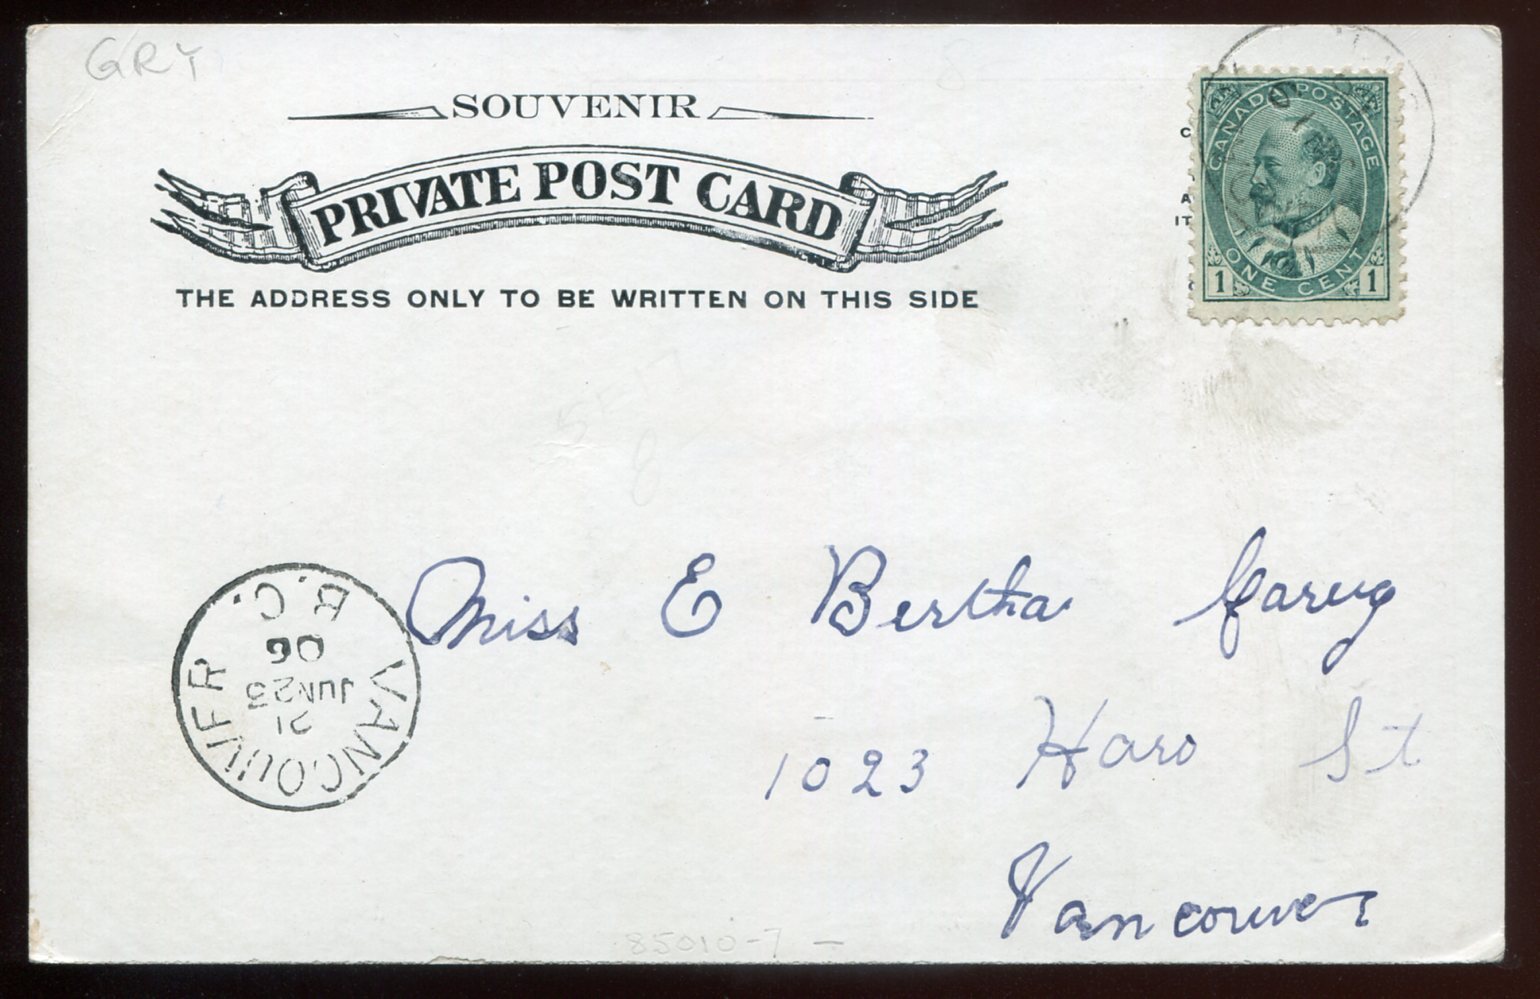 GRY
SOUVENIR
PRIVATE POST CARD
THE ADDRESS ONLY TO BE WRITTEN ON THIS SIDE
CANADA POSTAGE
ONE CENT
1 1
Miss E Bertha Carey
1023 Haro St
Vancouver
VANCOUVER
B.C.
21
JUN 23
06
85010-7 —